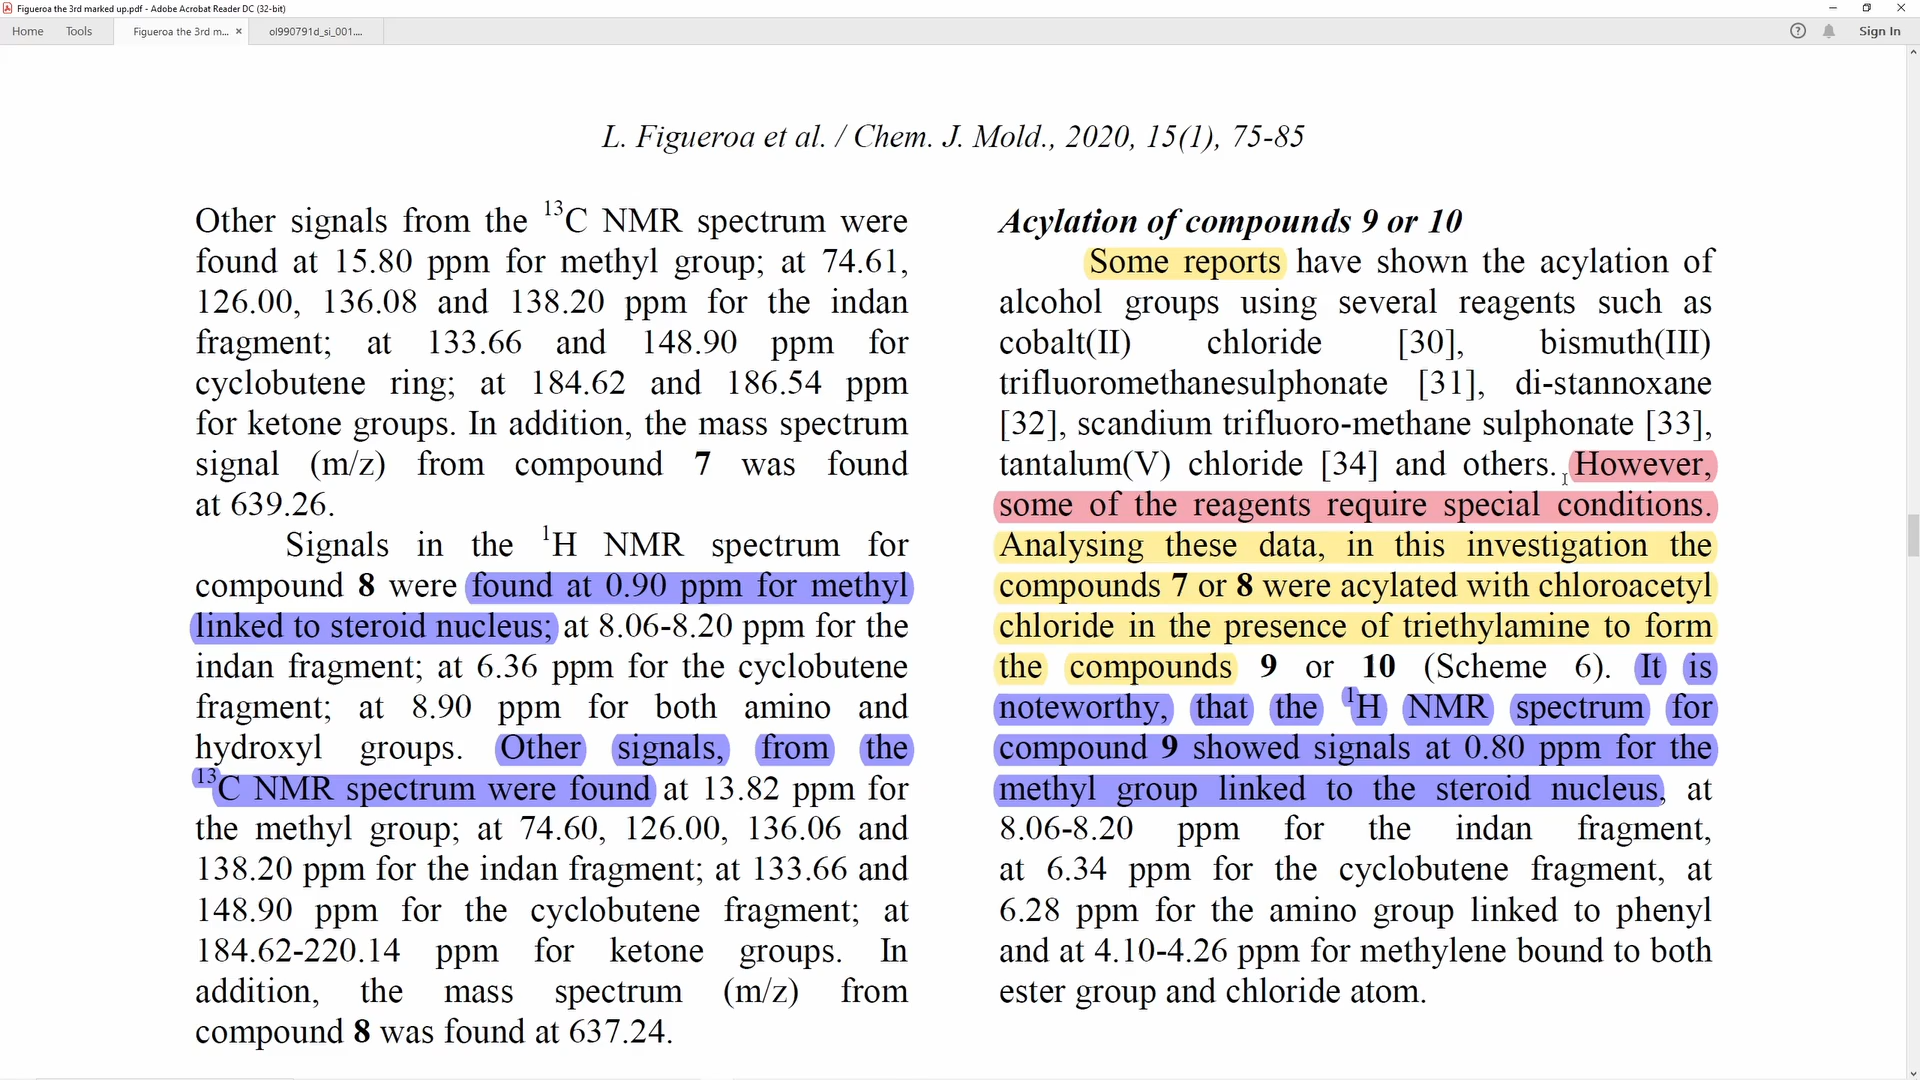 Figueroa the 3rd marked up.pdf - Adobe Acrobat Reader DC (32-bit)
Home Tools Figueroa the 3rd m... × ol990791d_si_001.... Sign In
L. Figueroa et al. / Chem. J. Mold., 2020, 15(1), 75-85
Other signals from the ¹³C NMR spectrum were
found at 15.80 ppm for methyl group; at 74.61,
126.00, 136.08 and 138.20 ppm for the indan
fragment; at 133.66 and 148.90 ppm for
cyclobutene ring; at 184.62 and 186.54 ppm
for ketone groups. In addition, the mass spectrum
signal (m/z) from compound 7 was found
at 639.26.
Signals in the ¹H NMR spectrum for
compound 8 were found at 0.90 ppm for methyl
linked to steroid nucleus; at 8.06-8.20 ppm for the
indan fragment; at 6.36 ppm for the cyclobutene
fragment; at 8.90 ppm for both amino and
hydroxyl groups. Other signals, from the
¹³C NMR spectrum were found at 13.82 ppm for
the methyl group; at 74.60, 126.00, 136.06 and
138.20 ppm for the indan fragment; at 133.66 and
148.90 ppm for the cyclobutene fragment; at
184.62-220.14 ppm for ketone groups. In
addition, the mass spectrum (m/z) from
compound 8 was found at 637.24.
Acylation of compounds 9 or 10
Some reports have shown the acylation of
alcohol groups using several reagents such as
cobalt(II) chloride [30], bismuth(III)
trifluoromethanesulphonate [31], di-stannoxane
[32], scandium trifluoro-methane sulphonate [33],
tantalum(V) chloride [34] and others. However,
some of the reagents require special conditions.
Analysing these data, in this investigation the
compounds 7 or 8 were acylated with chloroacetyl
chloride in the presence of triethylamine to form
the compounds 9 or 10 (Scheme 6). It is
noteworthy, that the ¹H NMR spectrum for
compound 9 showed signals at 0.80 ppm for the
methyl group linked to the steroid nucleus, at
8.06-8.20 ppm for the indan fragment,
at 6.34 ppm for the cyclobutene fragment, at
6.28 ppm for the amino group linked to phenyl
and at 4.10-4.26 ppm for methylene bound to both
ester group and chloride atom.